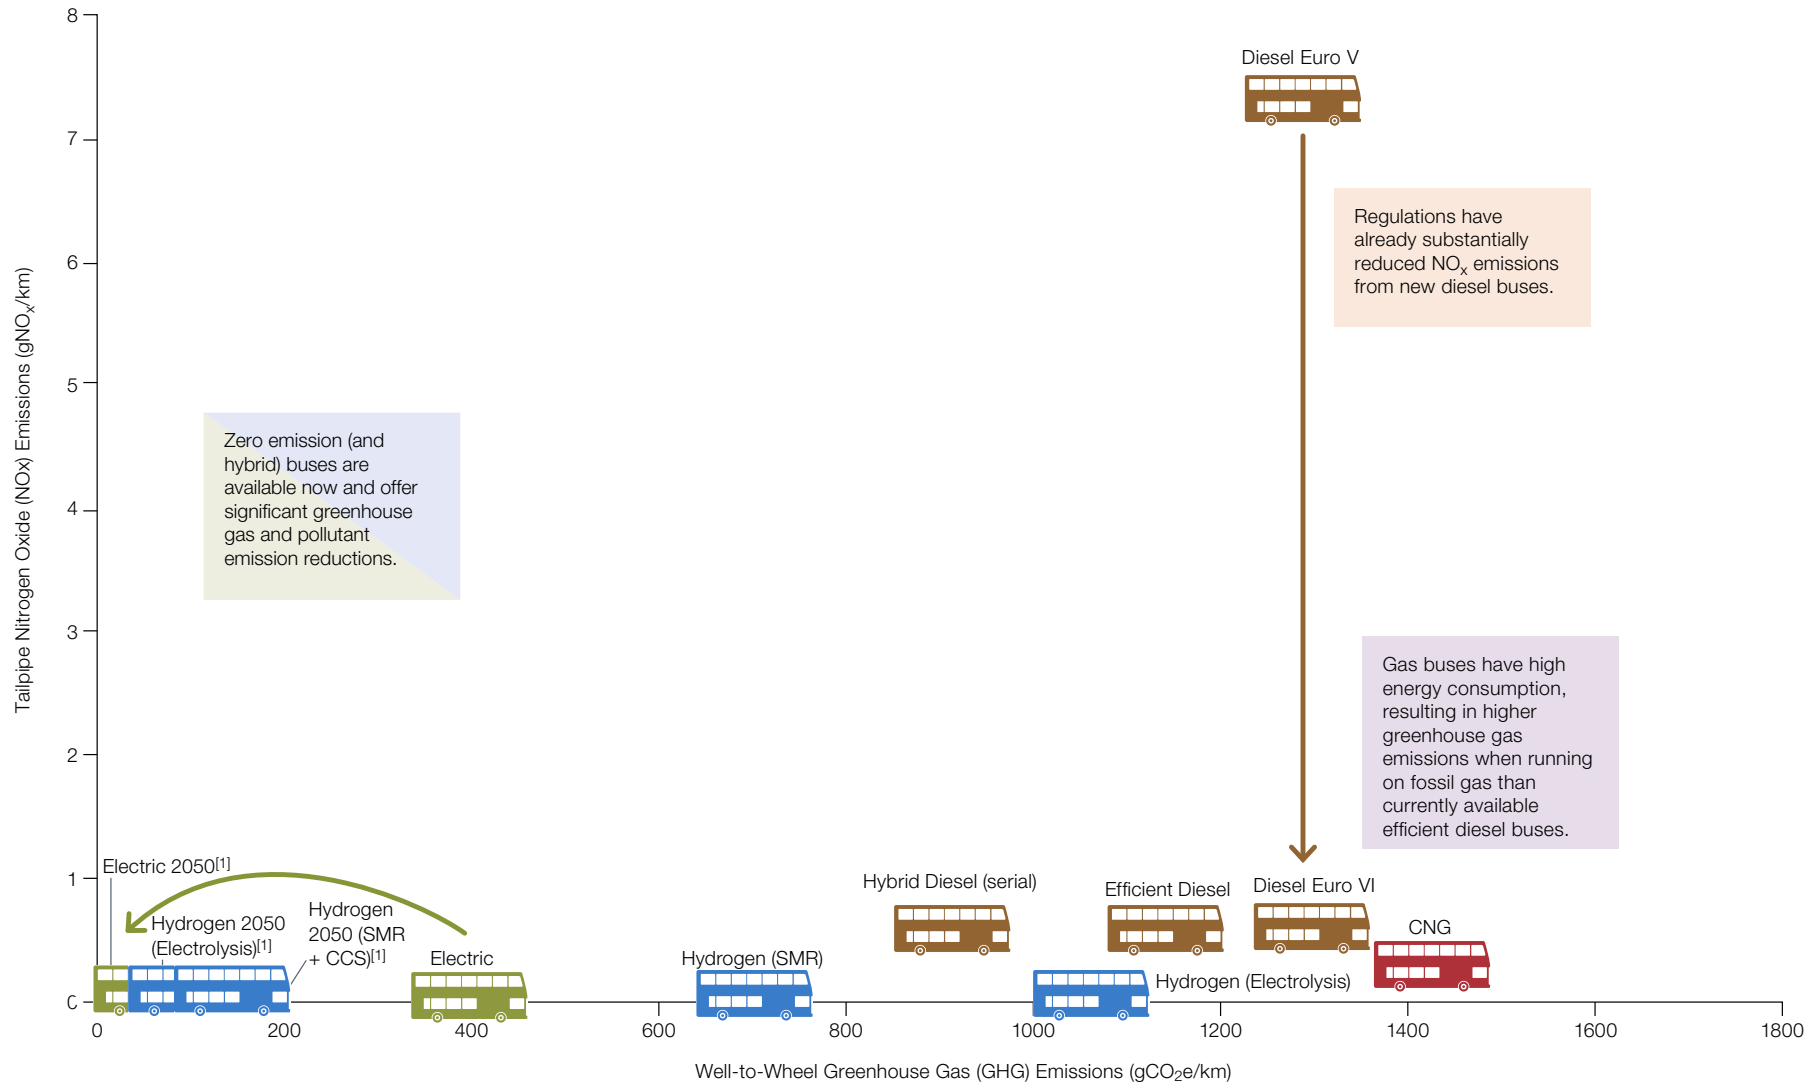 8
7
6
5
4
3
2
1
Tailpipe Nitrogen Oxide (NOx) Emissions (gNOₓ/km)
Diesel Euro V
Regulations have
already substantially
reduced NOₓ emissions
from new diesel buses.
Zero emission (and
hybrid) buses are
available now and offer
significant greenhouse
gas and pollutant
emission reductions.
Gas buses have high
energy consumption,
resulting in higher
greenhouse gas
emissions when running
on fossil gas than
currently available
efficient diesel buses.
Electric 2050[1]
Hydrogen 2050
(Electrolysis)[1]
Hydrogen
2050 (SMR
+ CCS)[1]
Electric
Hydrogen (SMR)
Hybrid Diesel (serial)
Efficient Diesel
Hydrogen (Electrolysis)
Diesel Euro VI
CNG
0 200 400 600 800 1000 1200 1400 1600 1800
Well-to-Wheel Greenhouse Gas (GHG) Emissions (gCO₂e/km)